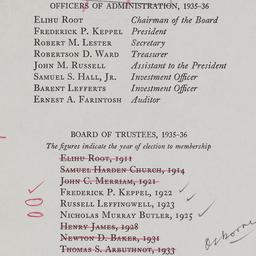 OFFICERS OF ADMINISTRATION, 1935-36
ELIHU ROOT Chairman of the Board
FREDERICK P. KEPPEL President
ROBERT M. LESTER Secretary
ROBERTSON D. WARD Treasurer
JOHN M. RUSSELL Assistant to the President
SAMUEL S. HALL, JR. Investment Officer
BARENT LEFFERTS Investment Officer
ERNEST A. FARINTOSH Auditor
BOARD OF TRUSTEES, 1935-36
The figures indicate the year of election to membership
ELIHU ROOT, 1911
SAMUEL HARDEN CHURCH, 1914
JOHN C. MERRIAM, 1921
FREDERICK P. KEPPEL, 1922
RUSSELL LEFFINGWELL, 1923
NICHOLAS MURRAY BUTLER, 1925
HENRY JAMES, 1928
NEWTON D. BAKER, 1931
THOMAS S. ARBUTHNOT, 1933
Osborne